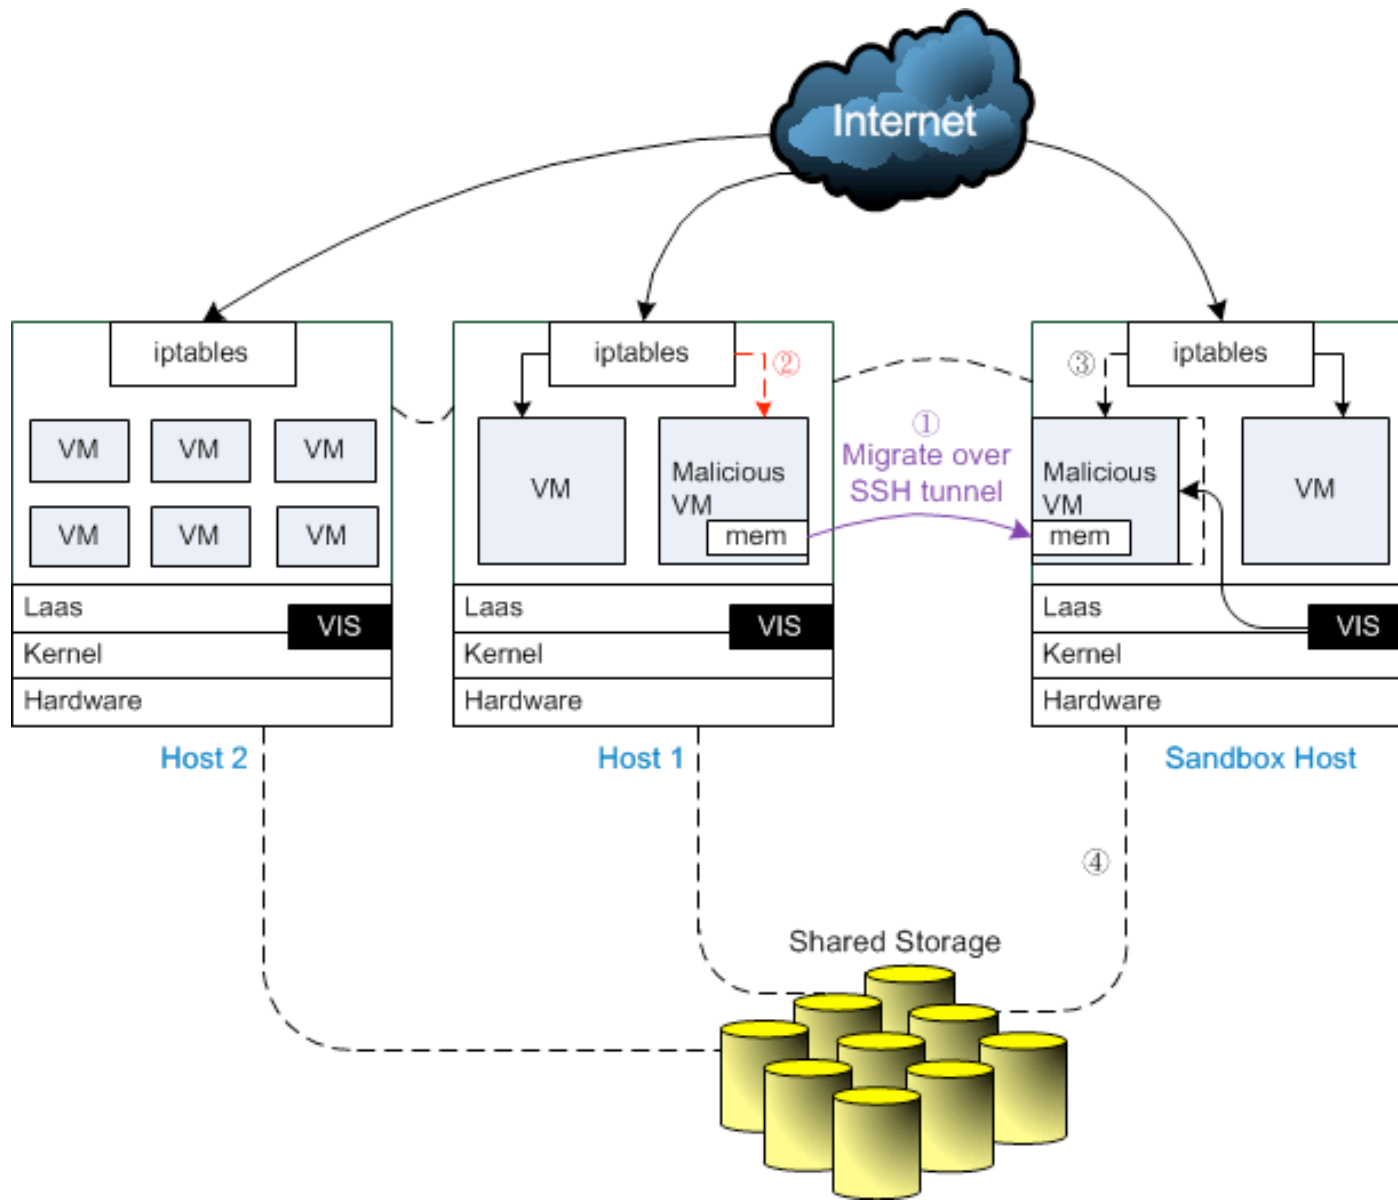 Internet
iptables
VM
VM
VM
VM
VM
VM
Laas
VIS
Kernel
Hardware
Host 2
iptables
②
VM
Malicious
VM
mem
Laas
VIS
Kernel
Hardware
Host 1
①
Migrate over
SSH tunnel
iptables
③
Malicious
VM
mem
VM
Laas
VIS
Kernel
Hardware
Sandbox Host
④
Shared Storage